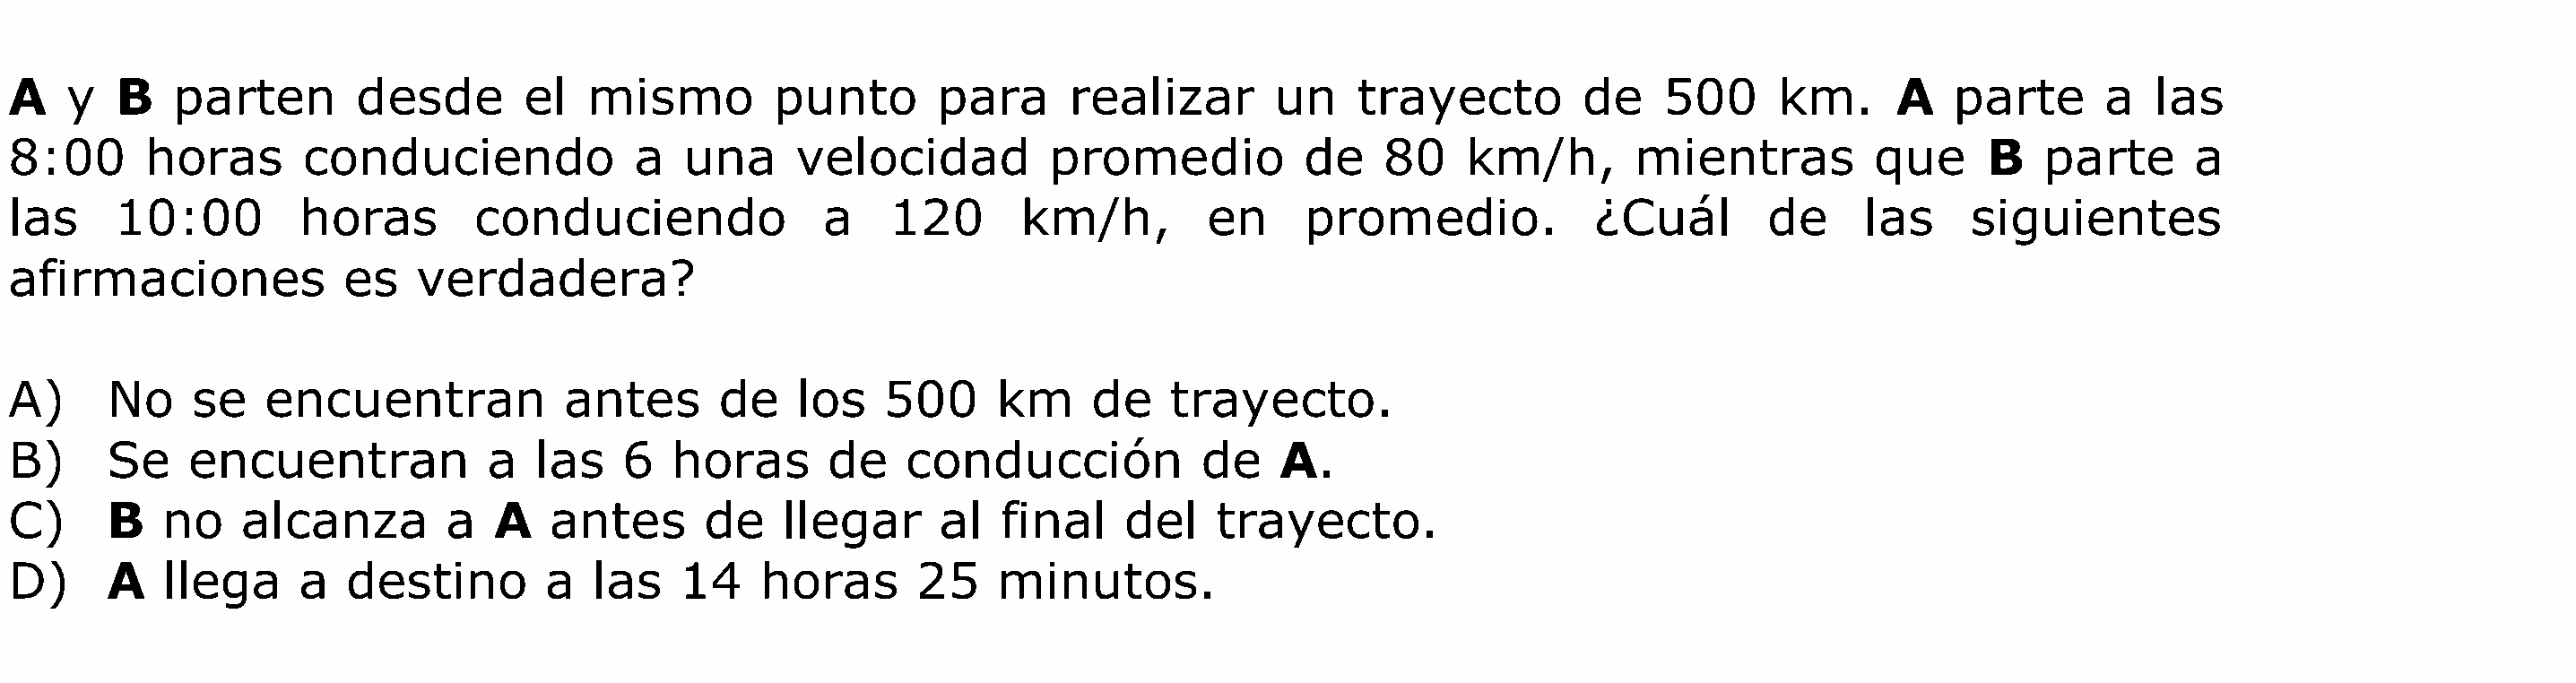 A y B parten desde el mismo punto para realizar un trayecto de 500 km. A parte a las
8:00 horas conduciendo a una velocidad promedio de 80 km/h, mientras que B parte a
las 10:00 horas conduciendo a 120 km/h, en promedio. ¿Cuál de las siguientes
afirmaciones es verdadera?
A) No se encuentran antes de los 500 km de trayecto.
B) Se encuentran a las 6 horas de conducción de A.
C) B no alcanza a A antes de llegar al final del trayecto.
D) A llega a destino a las 14 horas 25 minutos.